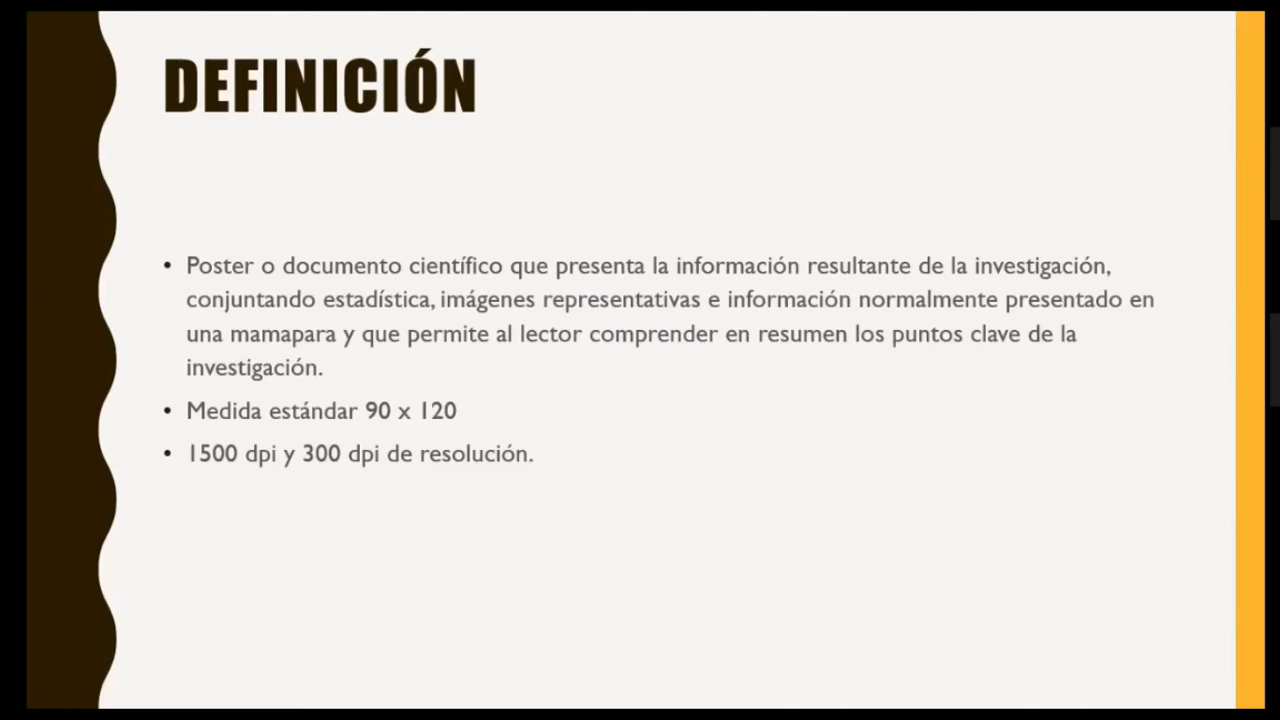 DEFINICIÓN
• Poster o documento científico que presenta la información resultante de la investigación,
conjuntando estadística, imágenes representativas e información normalmente presentado en
una mamapara y que permite al lector comprender en resumen los puntos clave de la
investigación.
• Medida estándar 90 x 120
• 1500 dpi y 300 dpi de resolución.